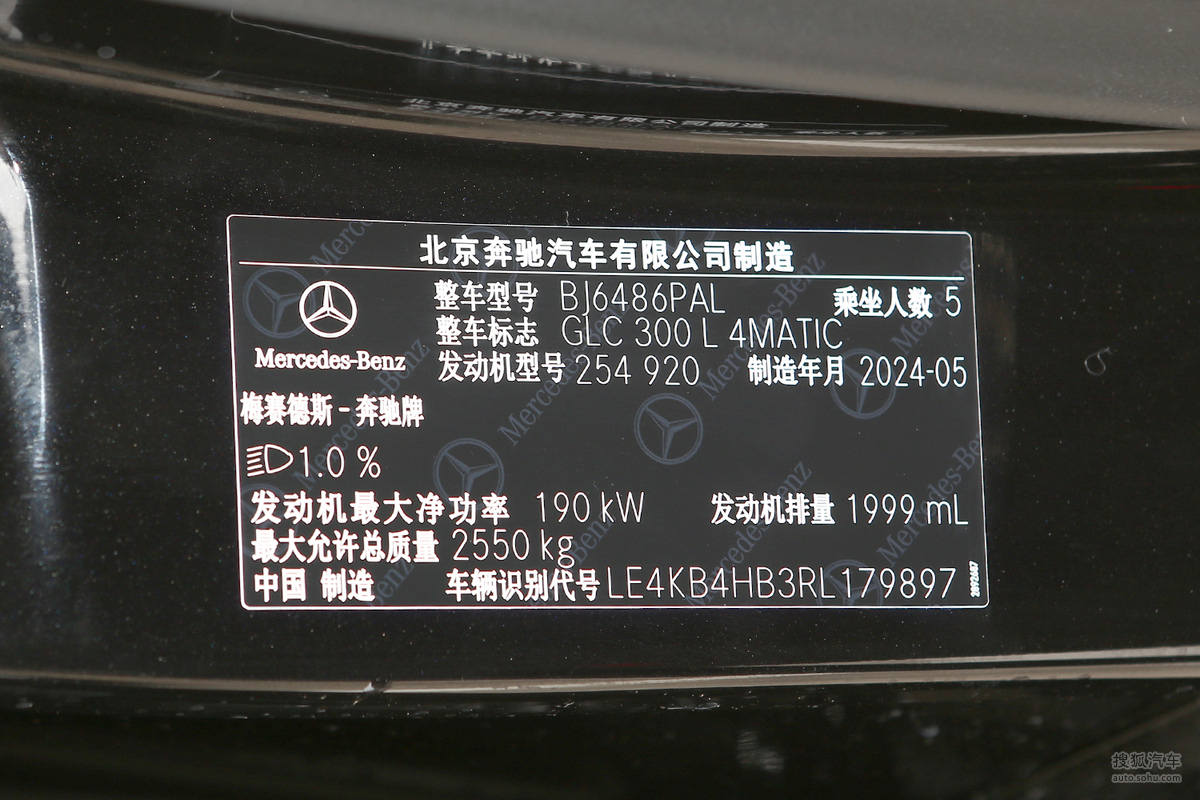 北京奔驰汽车有限公司制造
整车型号 BJ6486PAL 乘坐人数 5
整车标志 GLC 300 L 4MATIC
Mercedes-Benz
发动机型号 254 920 制造年月 2024-05
梅赛德斯-奔驰牌
1.0 %
发动机最大净功率 190 kW 发动机排量 1999 mL
最大允许总质量 2550 kg
中国 制造 车辆识别代号 LE4KB4HB3RL179897
搜狐汽车
auto.sohu.com